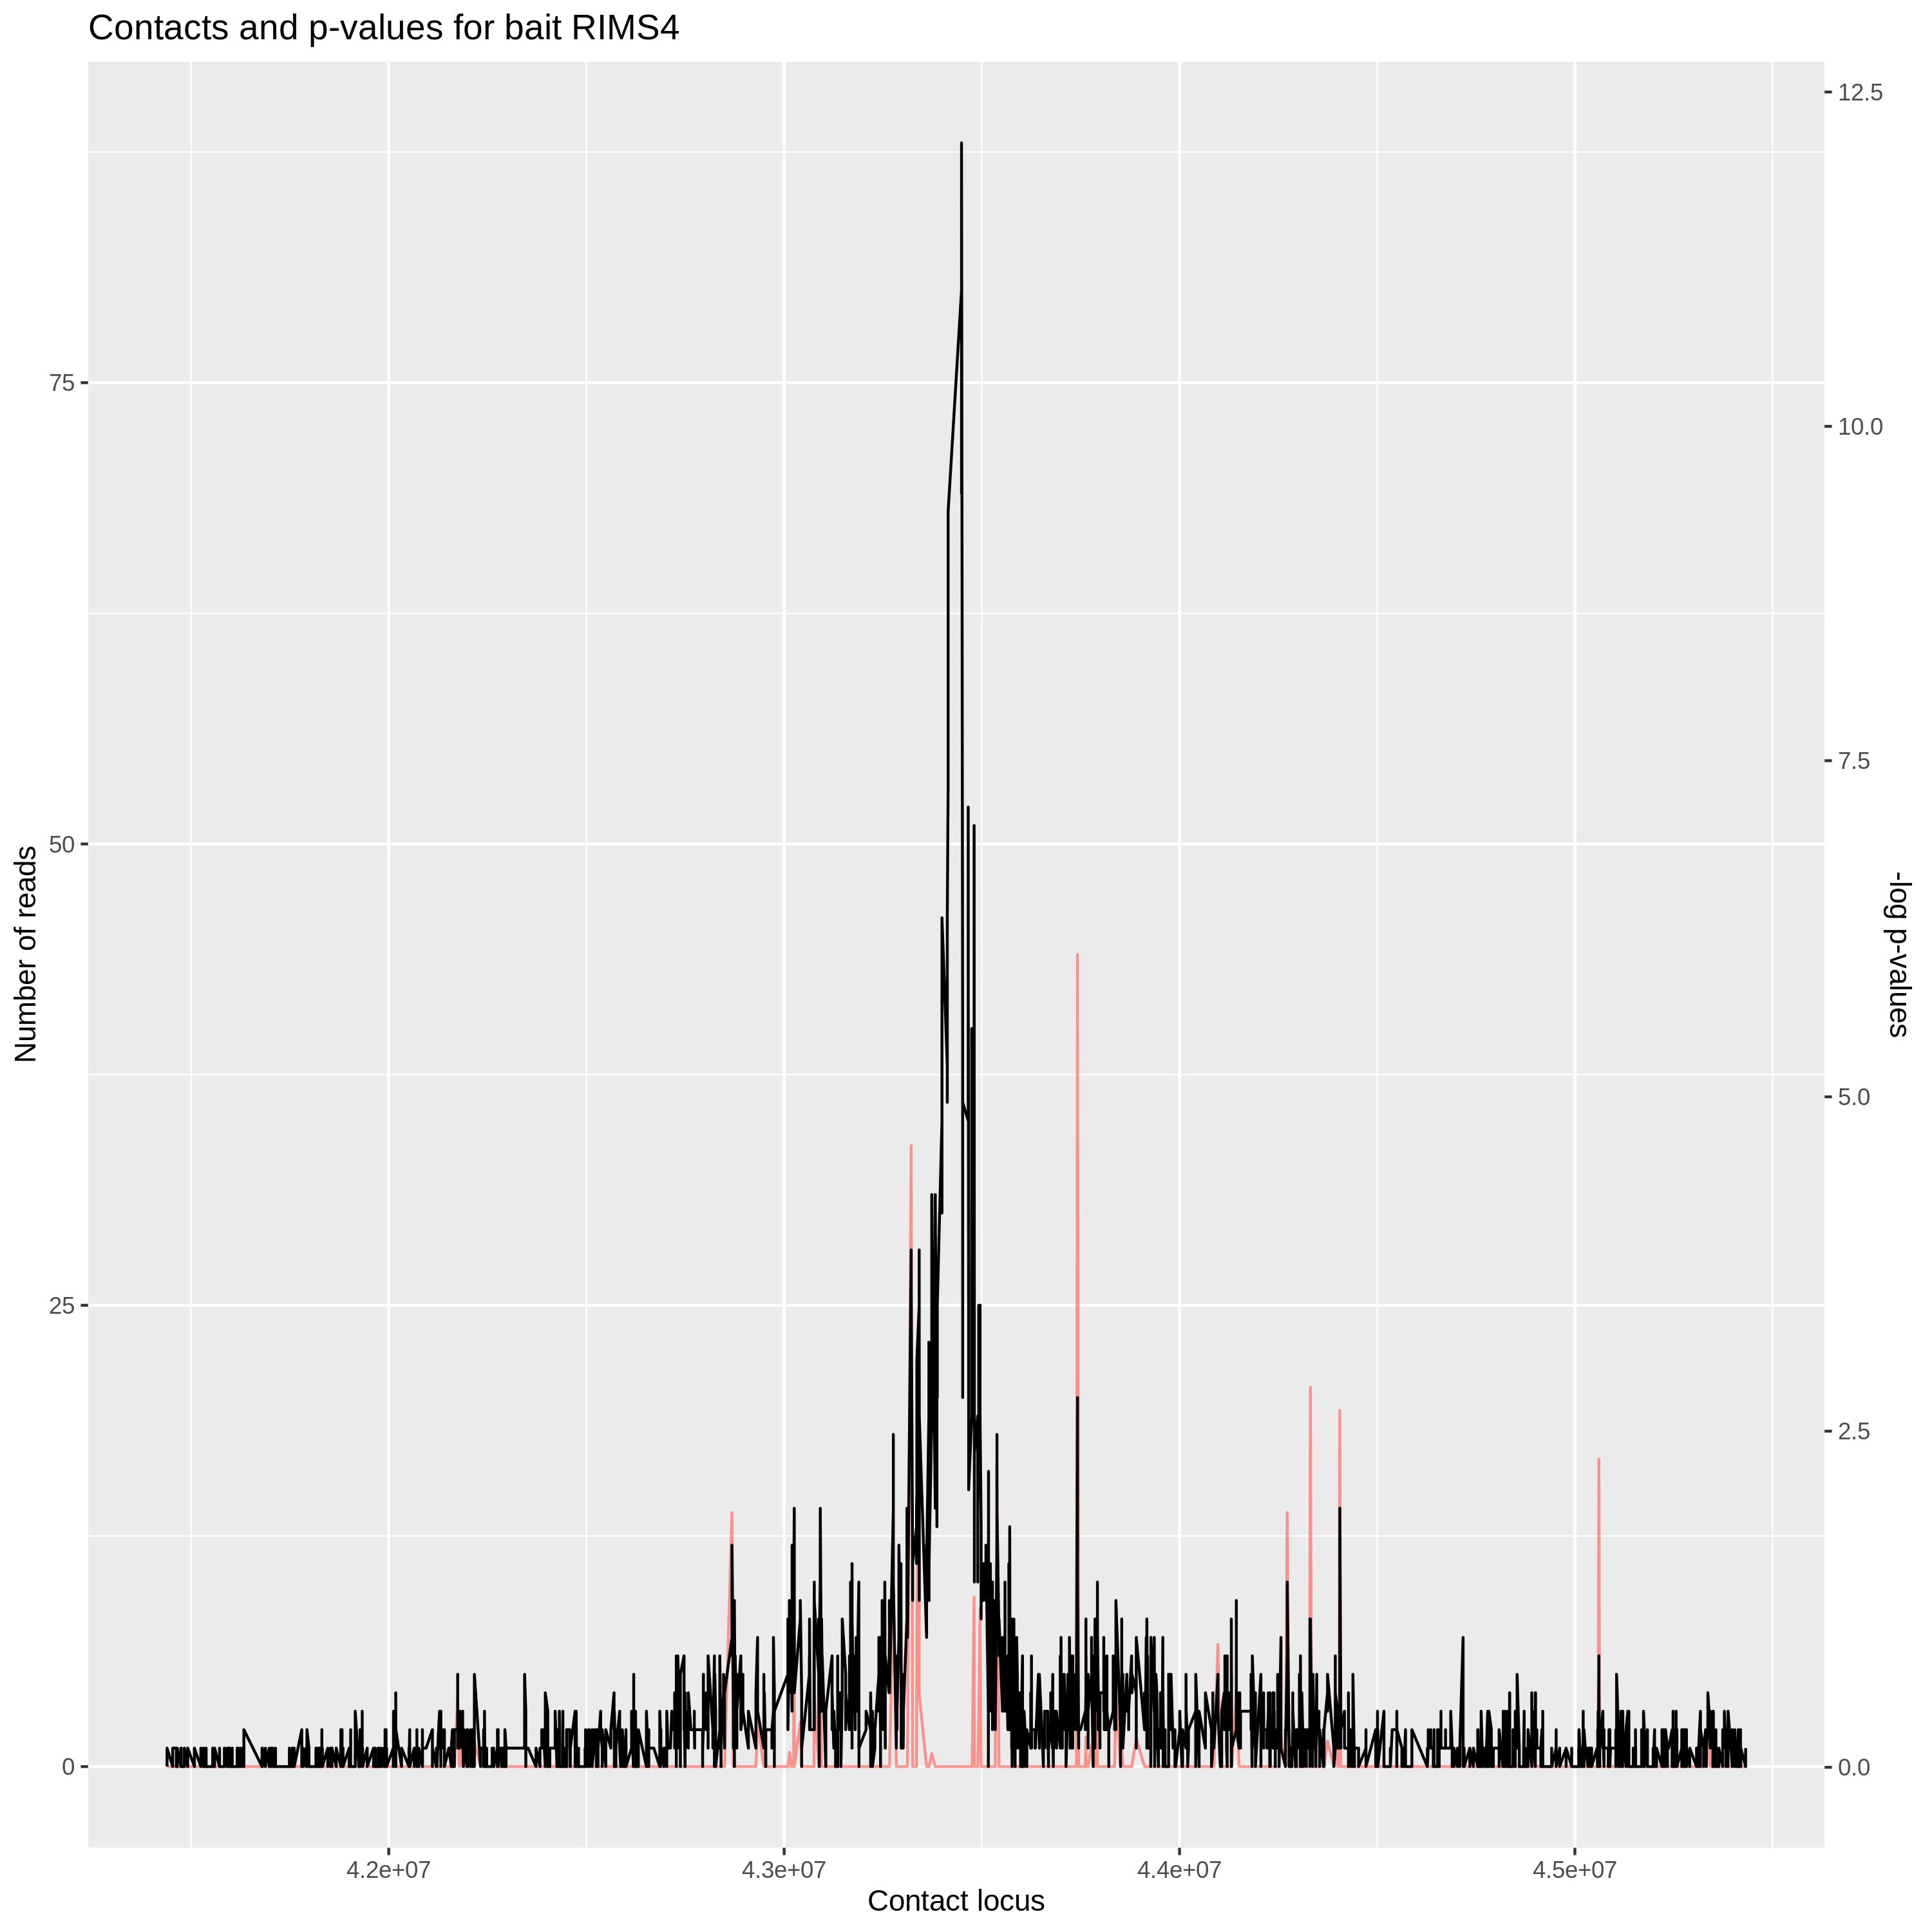 Contacts and p-values for bait RIMS4
12.5
75
10.0
7.5
50
Number of reads
-log p-values
5.0
25
2.5
0
0.0
4.2e+07 4.3e+07 4.4e+07 4.5e+07
Contact locus